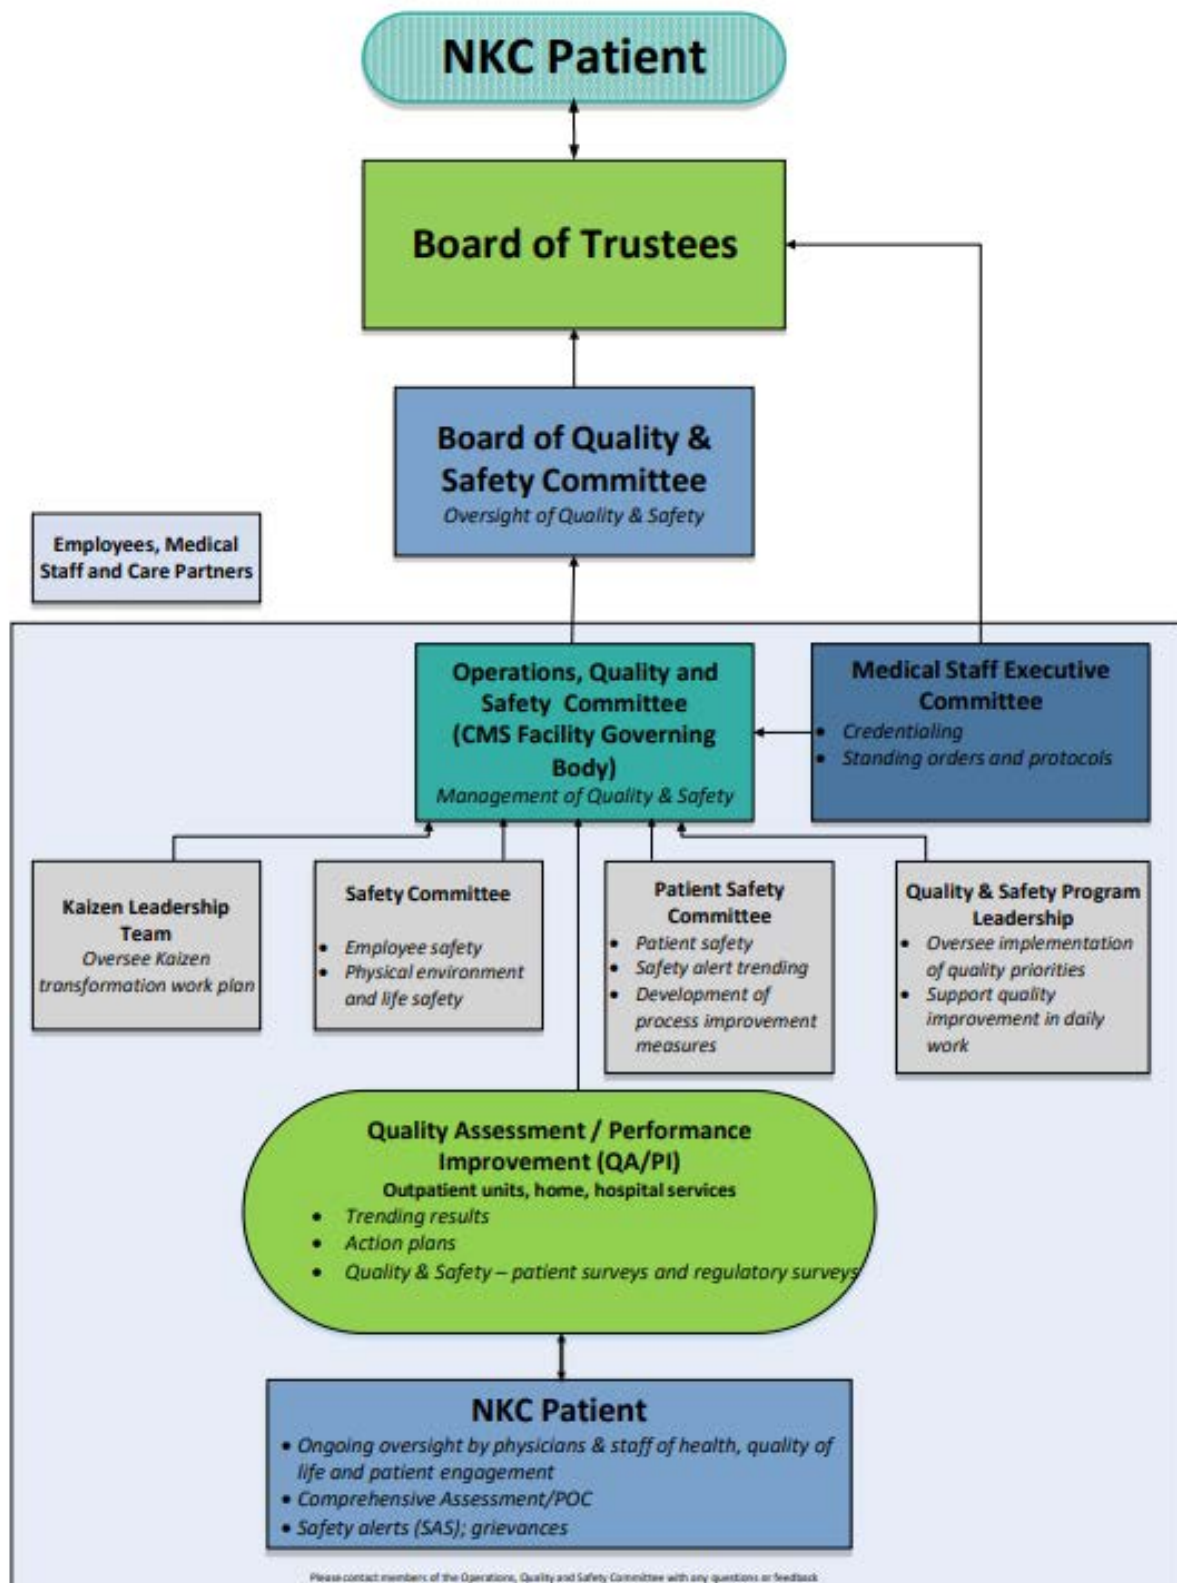 NKC Patient
Board of Trustees
Board of Quality &
Safety Committee
Oversight of Quality & Safety
Employees, Medical
Staff and Care Partners
Operations, Quality and
Safety Committee
(CMS Facility Governing
Body)
Management of Quality & Safety
Medical Staff Executive
Committee
• Credentialing
• Standing orders and protocols
Kaizen Leadership
Team
Oversee Kaizen
transformation work plan
Safety Committee
• Employee safety
• Physical environment
and life safety
Patient Safety
Committee
• Patient safety
• Safety alert trending
• Development of
process improvement
measures
Quality & Safety Program
Leadership
• Oversee implementation
of quality priorities
• Support quality
improvement in daily
work
Quality Assessment / Performance
Improvement (QA/PI)
Outpatient units, home, hospital services
• Trending results
• Action plans
• Quality & Safety – patient surveys and regulatory surveys
NKC Patient
• Ongoing oversight by physicians & staff of health, quality of
life and patient engagement
• Comprehensive Assessment/POC
• Safety alerts (SAS); grievances
Please contact members of the Operations, Quality and Safety Committee with any questions or feedback